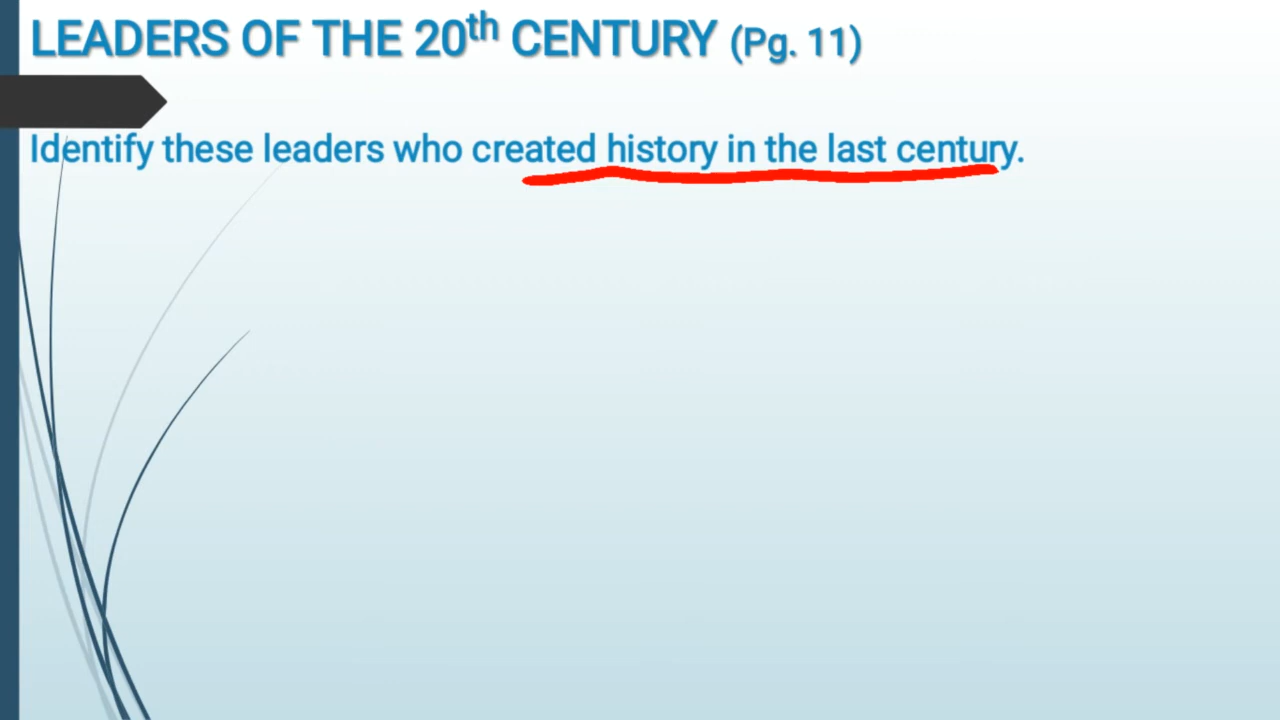 LEADERS OF THE 20th CENTURY (Pg. 11)
Identify these leaders who created history in the last century.